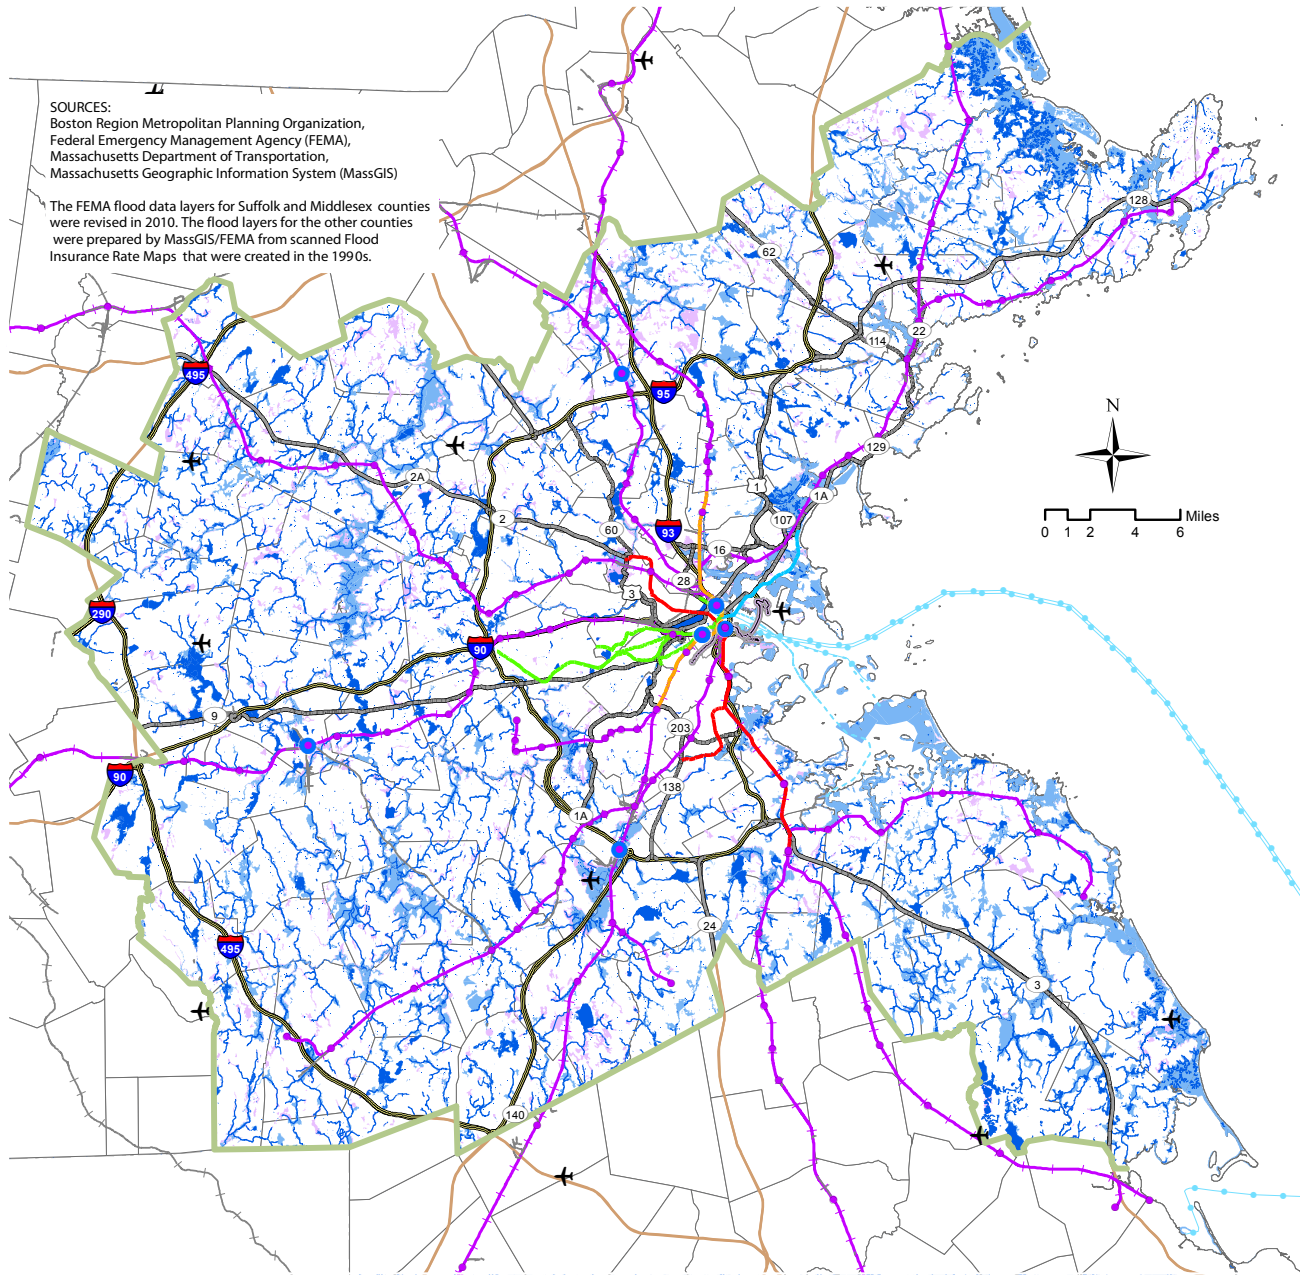 SOURCES:
Boston Region Metropolitan Planning Organization,
Federal Emergency Management Agency (FEMA),
Massachusetts Department of Transportation,
Massachusetts Geographic Information System (MassGIS)
The FEMA flood data layers for Suffolk and Middlesex counties
were revised in 2010. The flood layers for the other counties
were prepared by MassGIS/FEMA from scanned Flood
Insurance Rate Maps that were created in the 1990s.
128
62
22
114
495
95
N
129
2A
1
1A
107
2
0 1 2 4 6 Miles
60
93
16
28
3
290
90
9
203
90
138
1A
24
495
3
140